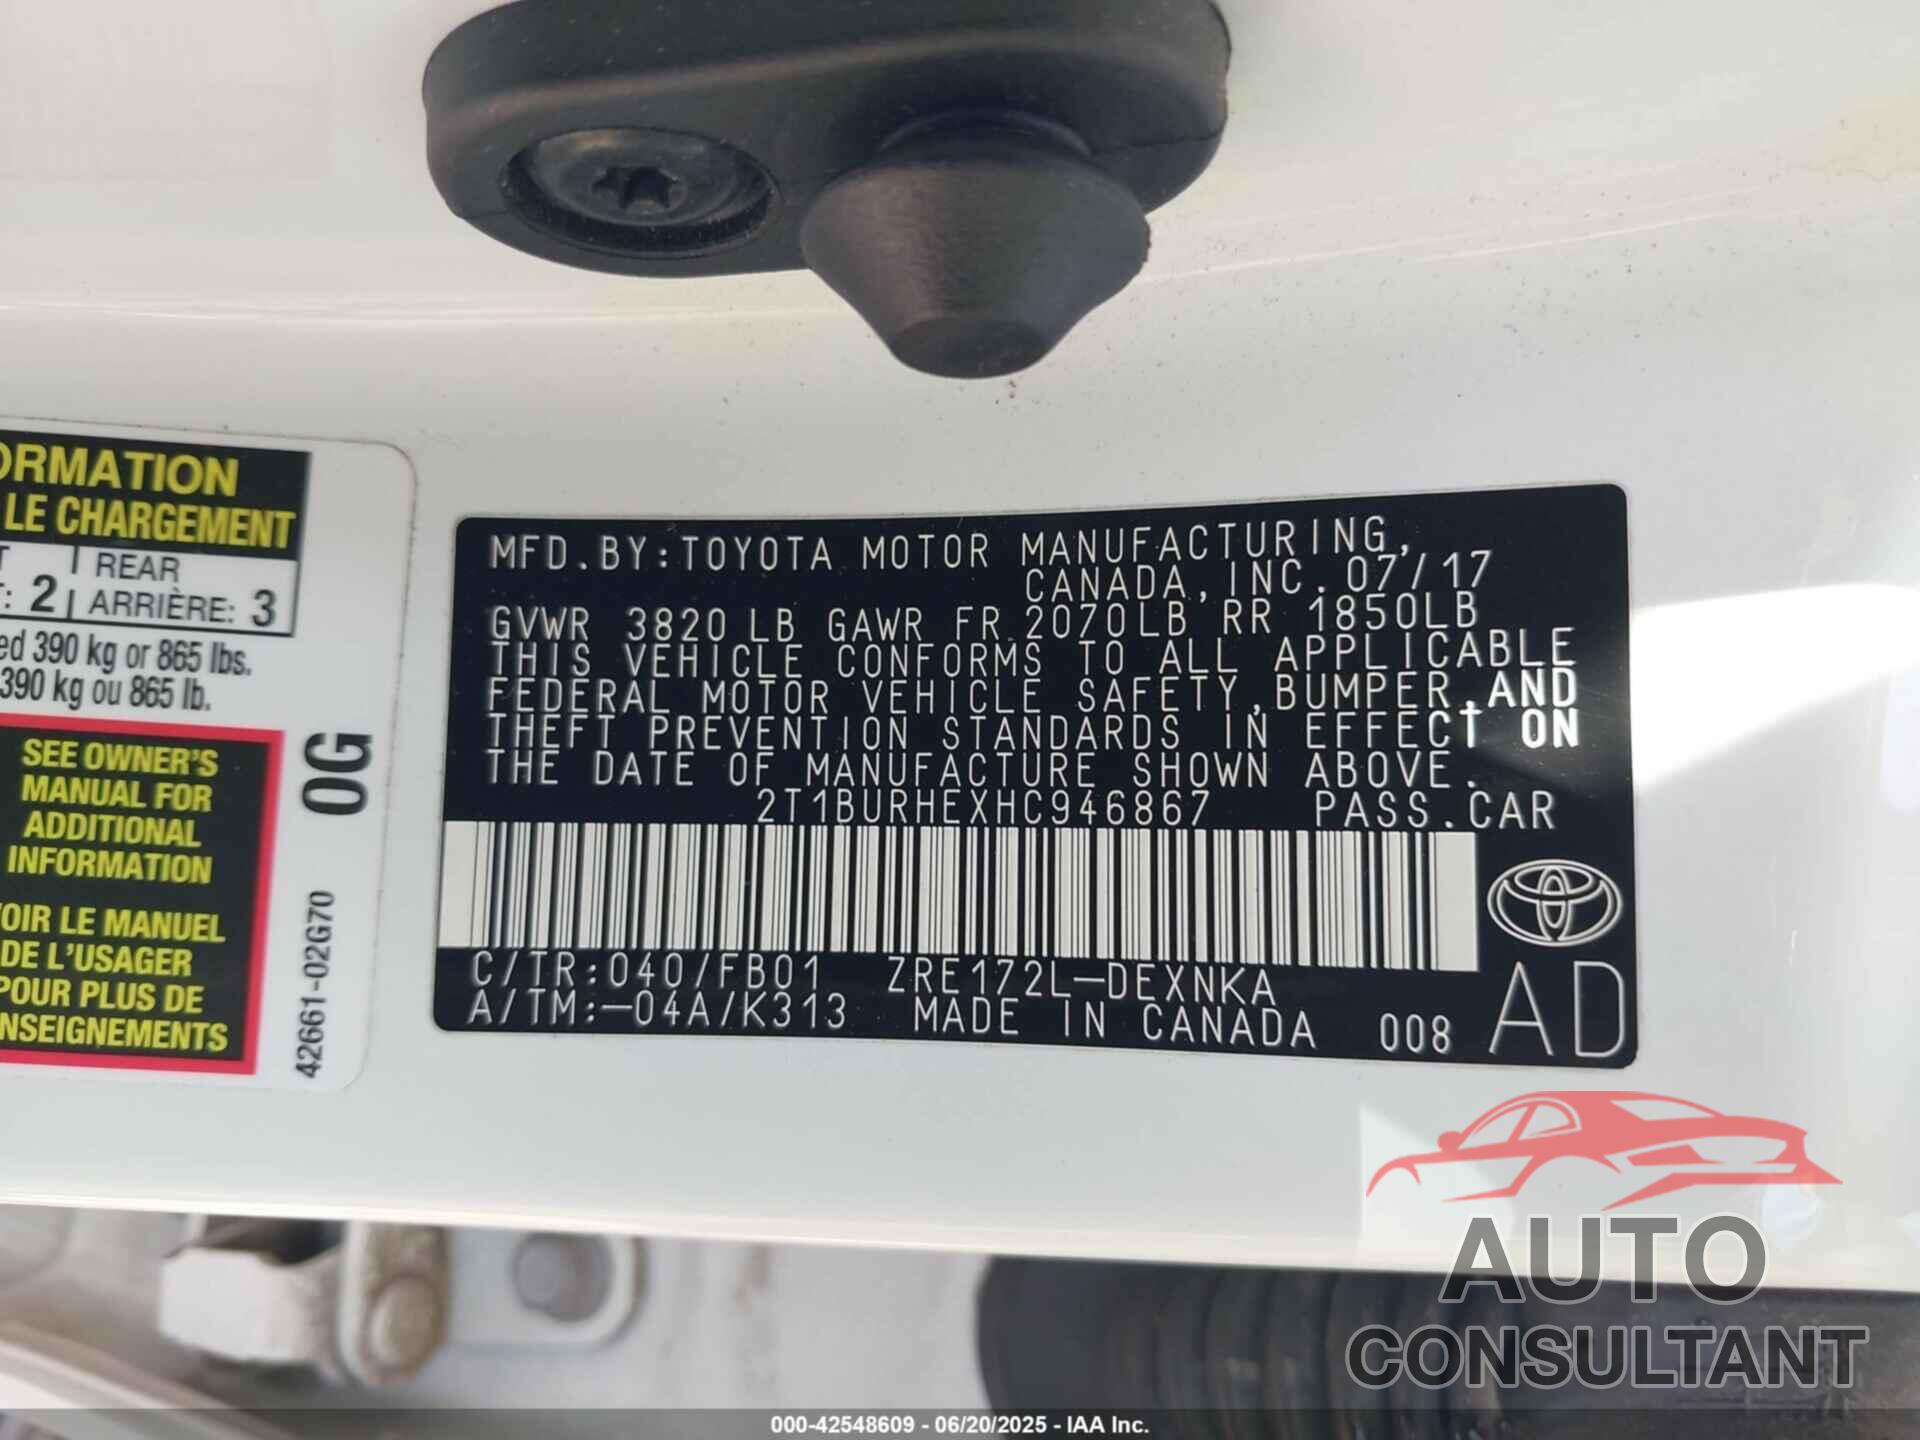 ORMATION
LE CHARGEMENT
REAR
: 2 ARRIÈRE: 3
ed 390 kg or 865 lbs.
390 kg ou 865 lb.
SEE OWNER'S
MANUAL FOR
ADDITIONAL
INFORMATION
OIR LE MANUEL
DE L'USAGER
POUR PLUS DE
NSEIGNEMENTS
0G
42661-02G70
MFD.BY:TOYOTA MOTOR MANUFACTURING,
CANADA, INC. 07/17
GVWR 3820 LB GAWR FR 2070LB RR 1850LB
THIS VEHICLE CONFORMS TO ALL APPLICABLE
FEDERAL MOTOR VEHICLE SAFETY, BUMPER, AND
THEFT PREVENTION STANDARDS IN EFFECT ON
THE DATE OF MANUFACTURE SHOWN ABOVE.
2T1BURHEXHC946867 PASS.CAR
C/TR:040/FB01 ZRE172L-DEXNKA
A/TM:-04A/K313 MADE IN CANADA 008 AD
AUTO
CONSULTANT
000-42548609 - 06/20/2025 - IAA Inc.